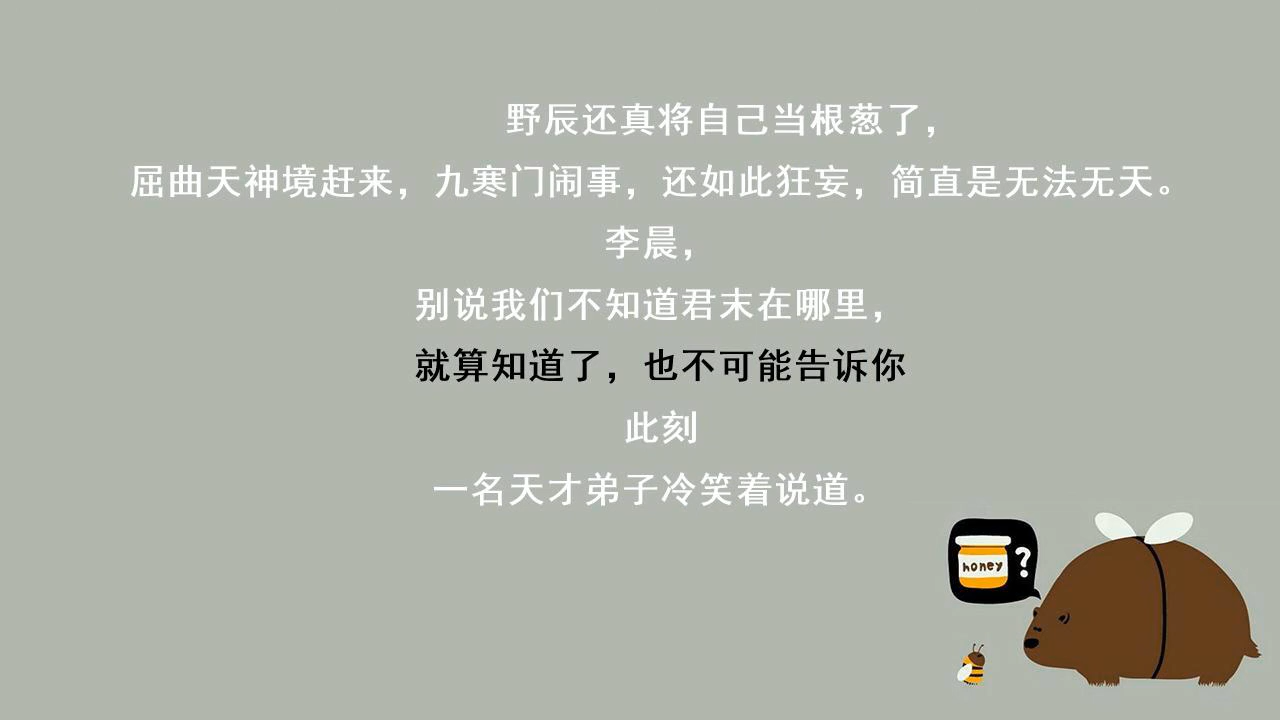 野辰还真将自己当根葱了，
屈曲天神境赶来，九寒门闹事，还如此狂妄，简直是无法无天。
李晨，
别说我们不知道君末在哪里，
就算知道了，也不可能告诉你
此刻
一名天才弟子冷笑着说道。
honey
?